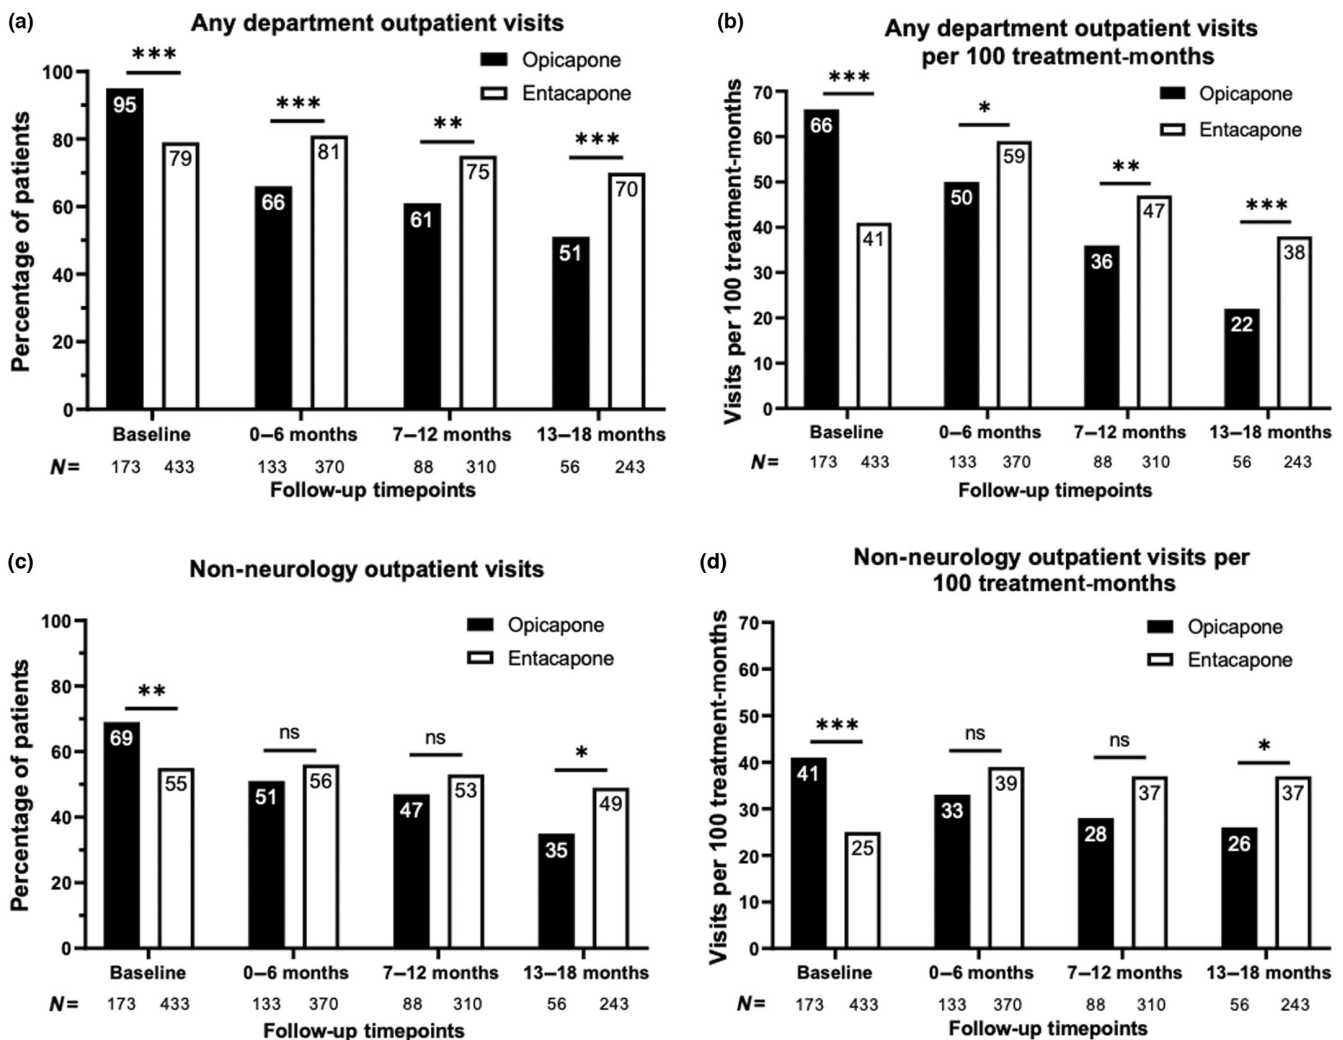 (a)
Any department outpatient visits
Opicapone
Entacapone
Percentage of patients
100
80
60
40
20
0
***
***
**
***
95
79
66
81
61
75
51
70
Baseline
0–6 months
7–12 months
13–18 months
N= 173 433 133 370 88 310 56 243
Follow-up timepoints
(b)
Any department outpatient visits
per 100 treatment-months
Opicapone
Entacapone
Visits per 100 treatment-months
70
60
50
40
30
20
10
0
***
*
**
***
66
41
50
59
36
47
22
38
Baseline
0–6 months
7–12 months
13–18 months
N= 173 433 133 370 88 310 56 243
Follow-up timepoints
(c)
Non-neurology outpatient visits
Opicapone
Entacapone
Percentage of patients
100
80
60
40
20
0
**
ns
ns
*
69
55
51
56
47
53
35
49
Baseline
0–6 months
7–12 months
13–18 months
N= 173 433 133 370 88 310 56 243
Follow-up timepoints
(d)
Non-neurology outpatient visits per
100 treatment-months
Opicapone
Entacapone
Visits per 100 treatment-months
70
60
50
40
30
20
10
0
***
ns
ns
*
41
25
33
39
28
37
26
37
Baseline
0–6 months
7–12 months
13–18 months
N= 173 433 133 370 88 310 56 243
Follow-up timepoints